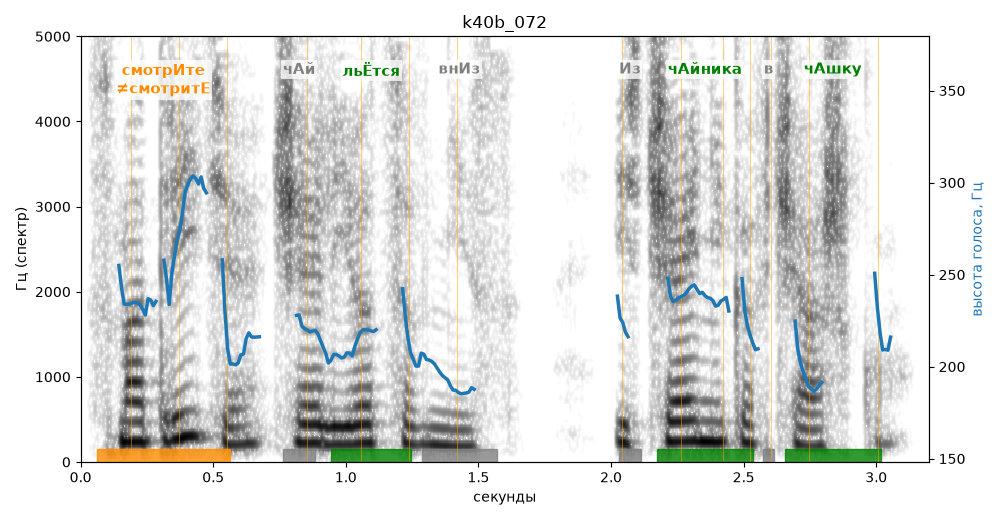 k40b_072
смотрИте
≠смотритЕ
чАй
льЁтся
внИз
Из
чАйника
в
чАшку
5000
4000
3000
2000
1000
0
Гц (спектр)
350
300
250
200
150
высота голоса, Гц
0.0 0.5 1.0 1.5 2.0 2.5 3.0
секунды